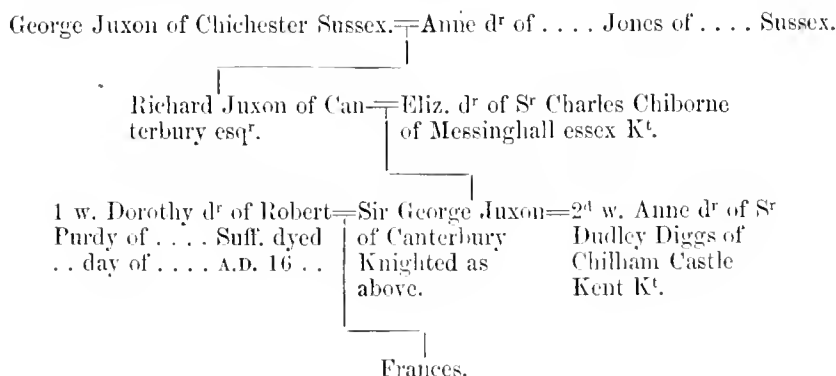 George Juxon of Chichester Sussex.=Anne dʳ of . . . . Jones of . . . . Sussex.
Richard Juxon of Can-
terbury esqʳ.
=Eliz. dʳ of Sʳ Charles Chiborne
of Messinghall essex Kᵗ.
1 w. Dorothy dʳ of Robert
Purdy of . . . . Suff. dyed
. . day of . . . . A.D. 16 . .
=Sir George Juxon=
of Canterbury
Knighted as
above.
2ᵈ w. Anne dʳ of Sʳ
Dudley Diggs of
Chilham Castle
Kent Kᵗ.
Frances.